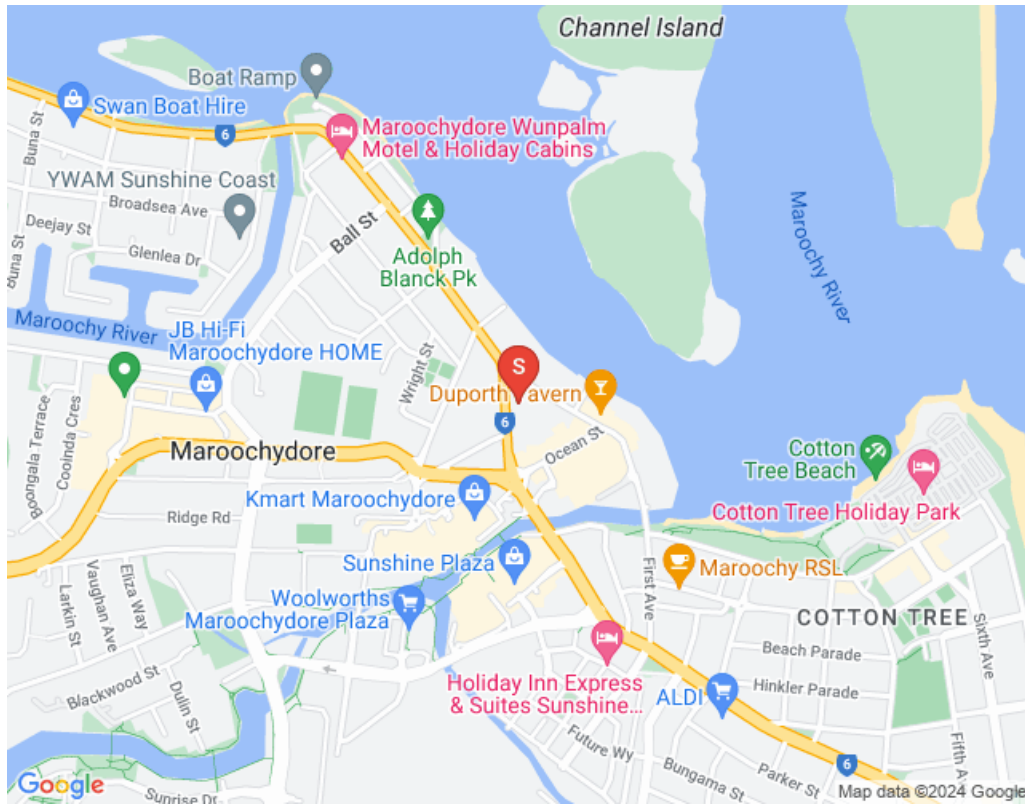 Channel Island
Boat Ramp
Swan Boat Hire
Buna St
6
Maroochydore Wunpalm
Motel & Holiday Cabins
YWAM Sunshine Coast
Broadsea Ave
Deejay St
Glenlea Dr
Buna St
Ball St
Adolph
Blanck Pk
Maroochy River
Maroochy River
JB Hi-Fi
Maroochydore HOME
Wright St
S
Duporth Tavern
6
Ocean St
Boongala Terrace
Coolnda Cres
Maroochydore
Cotton
Tree Beach
Kmart Maroochydore
Cotton Tree Holiday Park
Ridge Rd
Sunshine Plaza
First Ave
Maroochy RSL
Larkin St
Vaughan Ave
Eliza Way
Woolworths
Maroochydore Plaza
COTTON TREE
Sixth Ave
Beach Parade
Blackwood St
Dulin St
Holiday Inn Express
& Suites Sunshine...
ALDI
Hinkler Parade
Future Wy
Bungama St
Parker St
6
Fifth A
Google
Sunrise Dr
Map data ©2024 Google